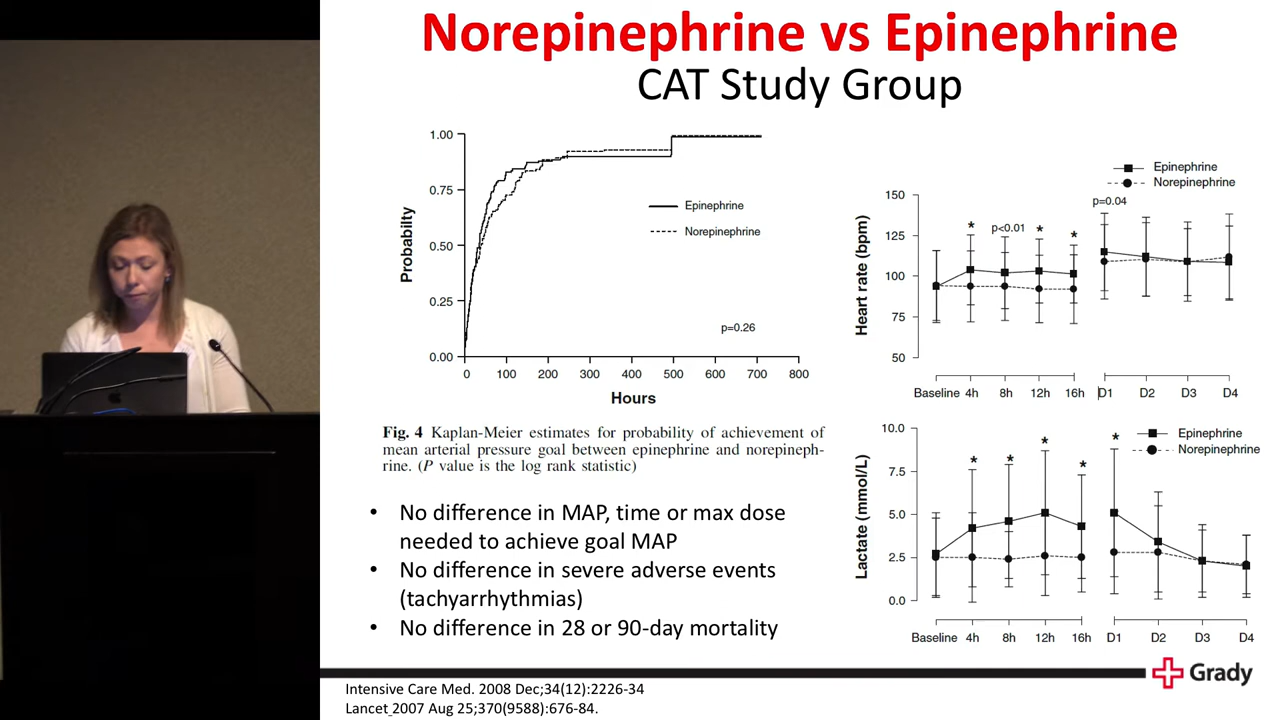 Norepinephrine vs Epinephrine
CAT Study Group
1.00
0.75
0.50
0.25
0.00
Probability
Epinephrine
Norepinephrine
p=0.26
0 100 200 300 400 500 600 700 800
Hours
Fig. 4 Kaplan-Meier estimates for probability of achievement of
mean arterial pressure goal between epinephrine and norepineph-
rine. (P value is the log rank statistic)
• No difference in MAP, time or max dose
needed to achieve goal MAP
• No difference in severe adverse events
(tachyarrhythmias)
• No difference in 28 or 90-day mortality
Epinephrine
Norepinephrine
150
125
100
75
50
Heart rate (bpm)
* p<0.01 * *
p=0.04
Baseline 4h 8h 12h 16h D1 D2 D3 D4
Epinephrine
Norepinephrine
10.0
7.5
5.0
2.5
0.0
Lactate (mmol/L)
* * * * *
Baseline 4h 8h 12h 16h D1 D2 D3 D4
Grady
Intensive Care Med. 2008 Dec;34(12):2226-34
Lancet 2007 Aug 25;370(9588):676-84.